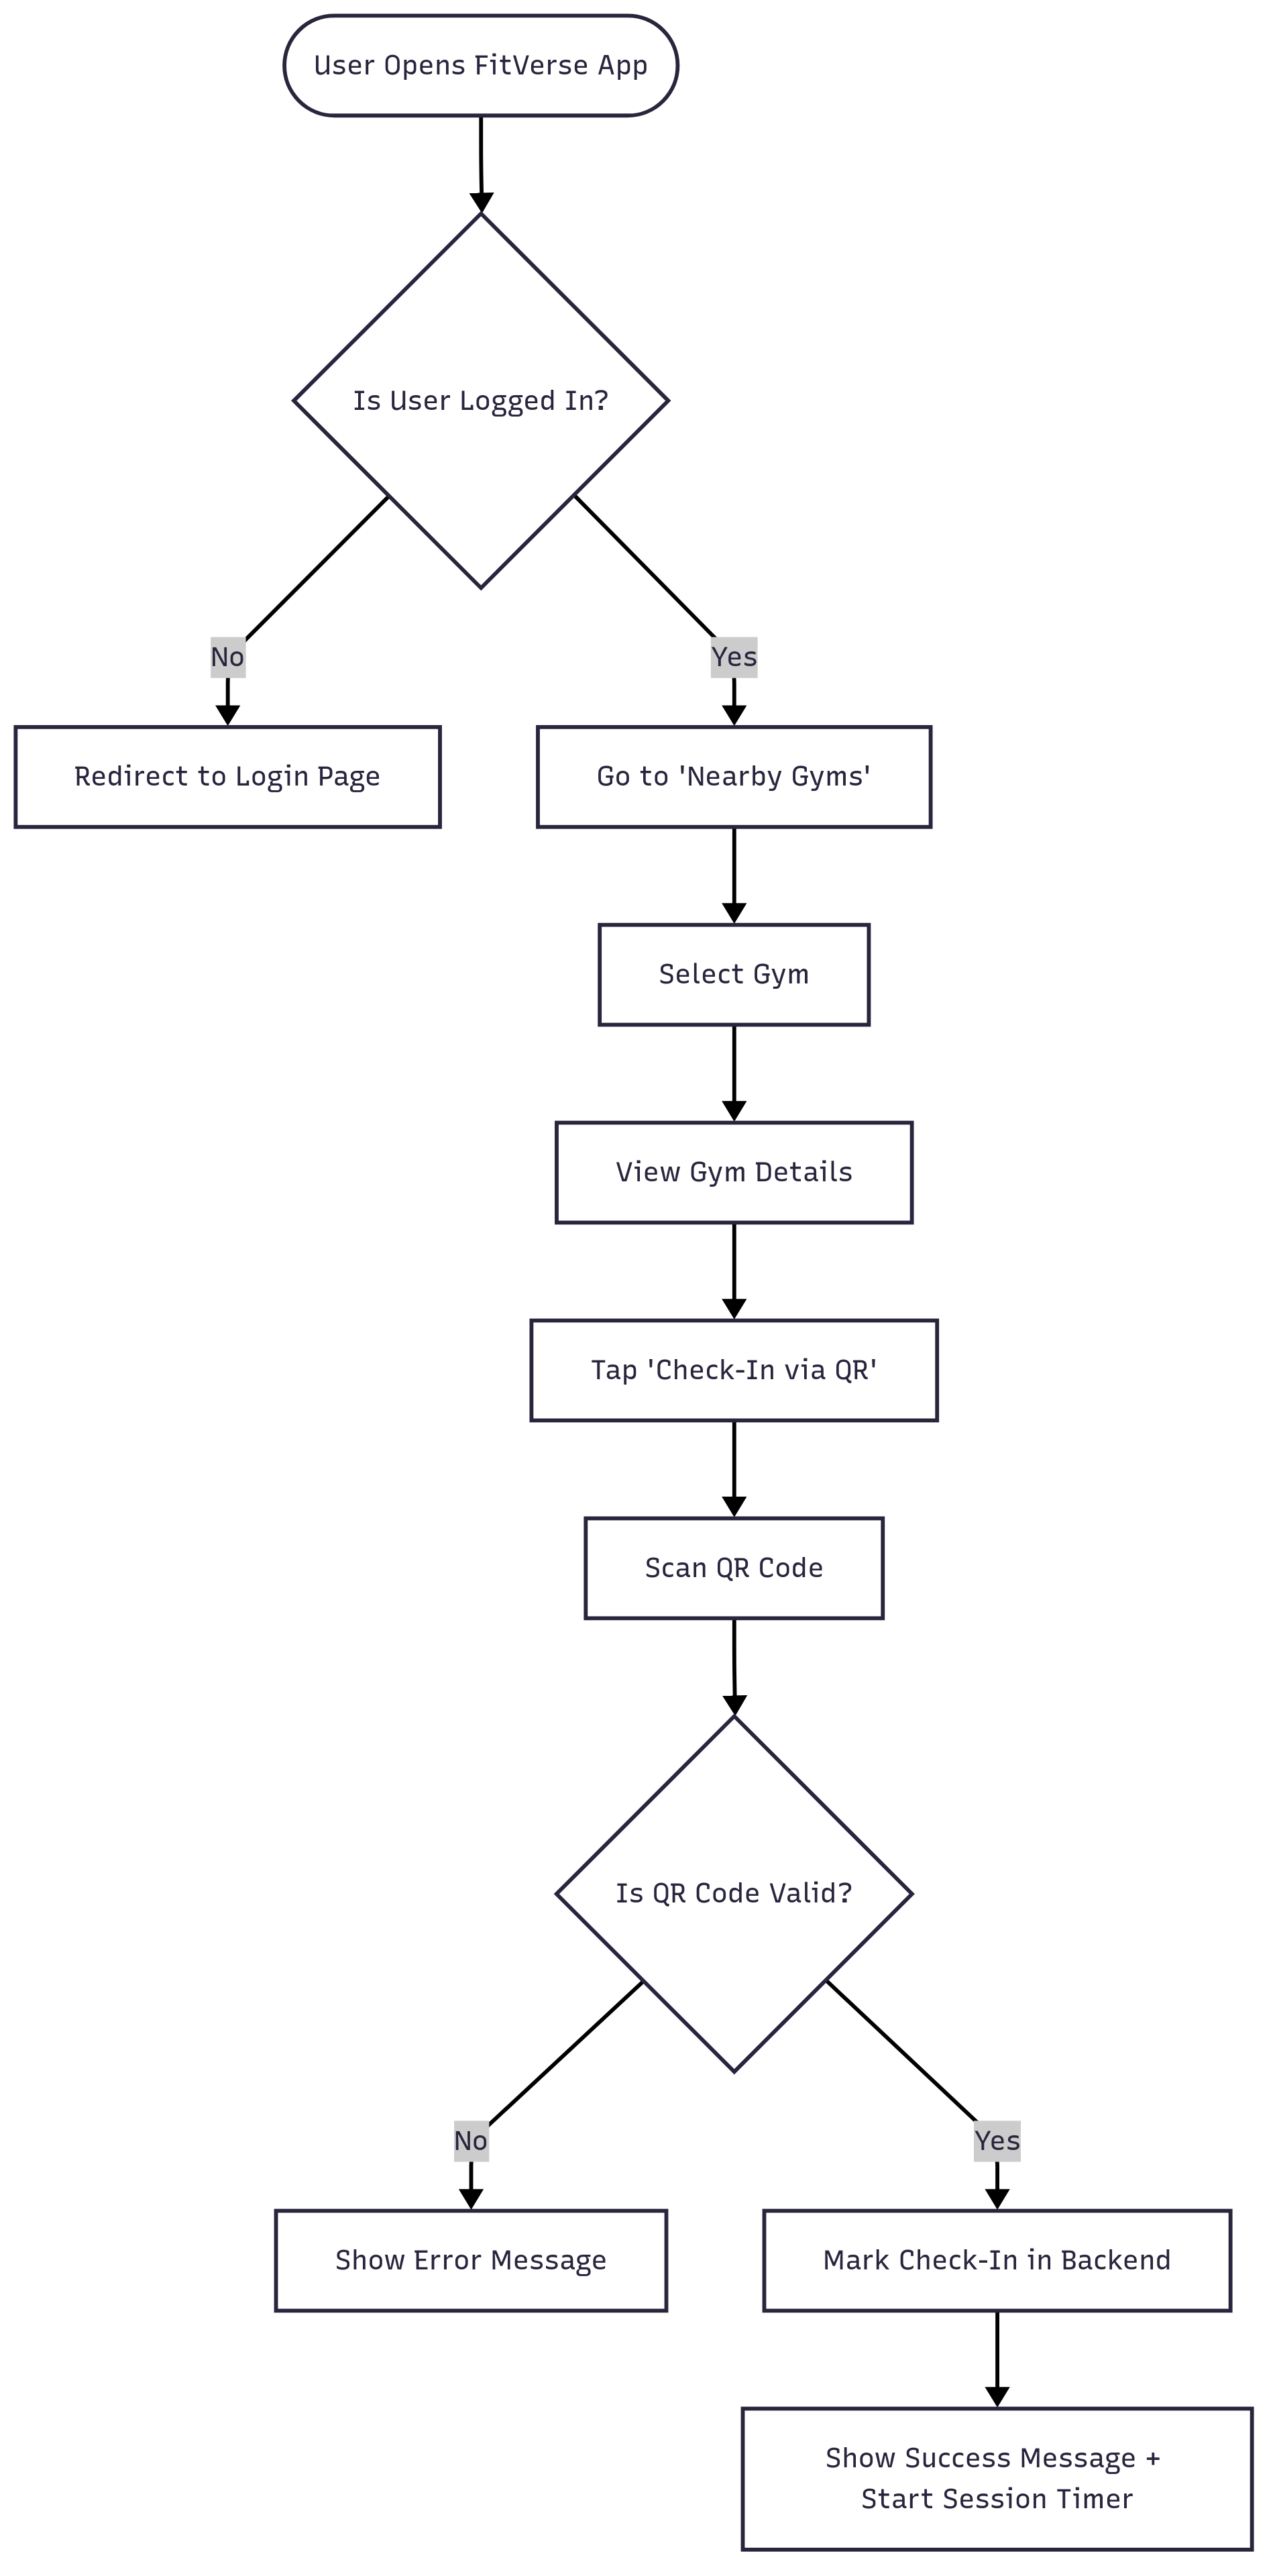 User Opens FitVerse App
Is User Logged In?
No
Yes
Redirect to Login Page
Go to 'Nearby Gyms'
Select Gym
View Gym Details
Tap 'Check-In via QR'
Scan QR Code
Is QR Code Valid?
No
Yes
Show Error Message
Mark Check-In in Backend
Show Success Message +
Start Session Timer